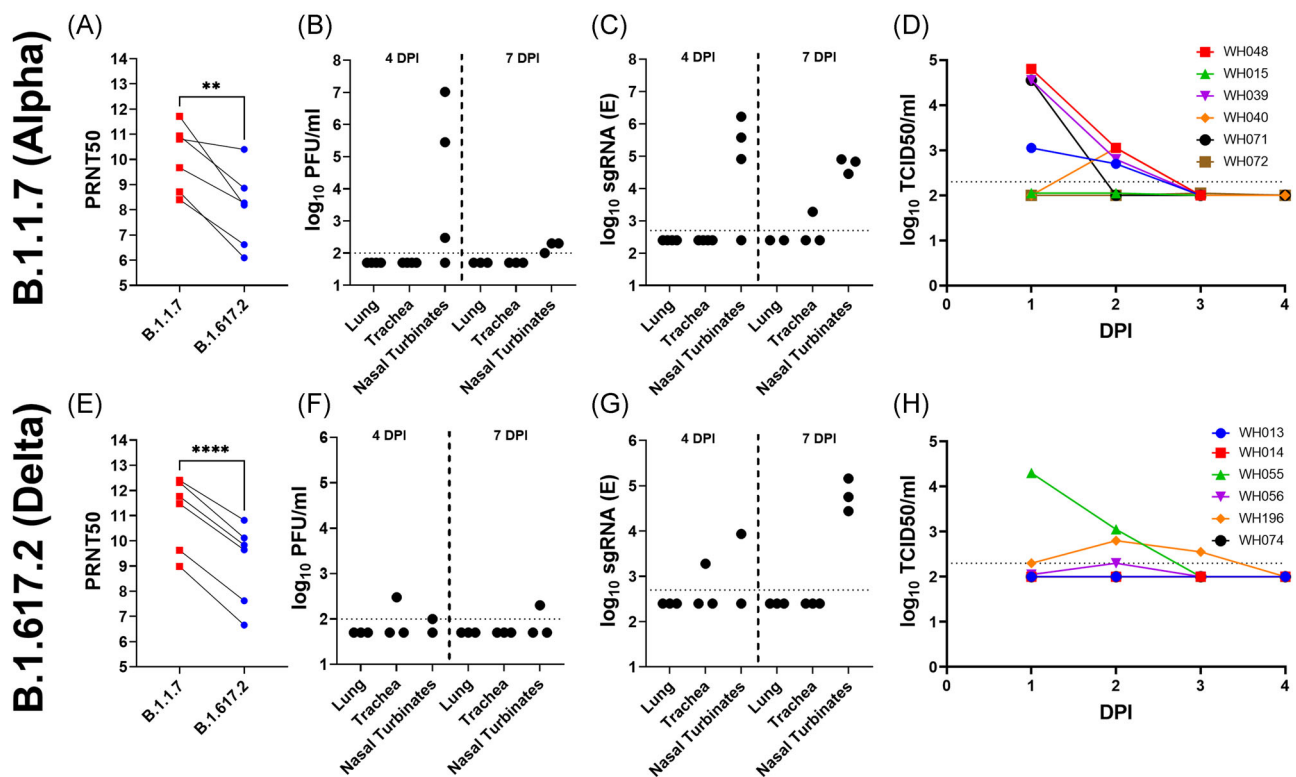 B.1.1.7 (Alpha)
(A)
PRNT50
14
13
12
11
10
9
8
7
6
5
**
B.1.1.7
B.1.617.2
(B)
log10 PFU/ml
8
7
6
5
4
3
2
1
4 DPI
7 DPI
Lung
Trachea
Nasal Turbinates
Lung
Trachea
Nasal Turbinates
(C)
log10 sgRNA (E)
8
7
6
5
4
3
2
1
4 DPI
7 DPI
Lung
Trachea
Nasal Turbinates
Lung
Trachea
Nasal Turbinates
(D)
log10 TCID50/ml
5
4
3
2
1
0
0
1
2
3
4
DPI
WH048
WH015
WH039
WH040
WH071
WH072
B.1.617.2 (Delta)
(E)
PRNT50
14
13
12
11
10
9
8
7
6
5
****
B.1.1.7
B.1.617.2
(F)
log10 PFU/ml
6
5
4
3
2
1
4 DPI
7 DPI
Lung
Trachea
Nasal Turbinates
Lung
Trachea
Nasal Turbinates
(G)
log10 sgRNA (E)
6
5
4
3
2
1
4 DPI
7 DPI
Lung
Trachea
Nasal Turbinates
Lung
Trachea
Nasal Turbinates
(H)
log10 TCID50/ml
5
4
3
2
1
0
0
1
2
3
4
DPI
WH013
WH014
WH055
WH056
WH196
WH074